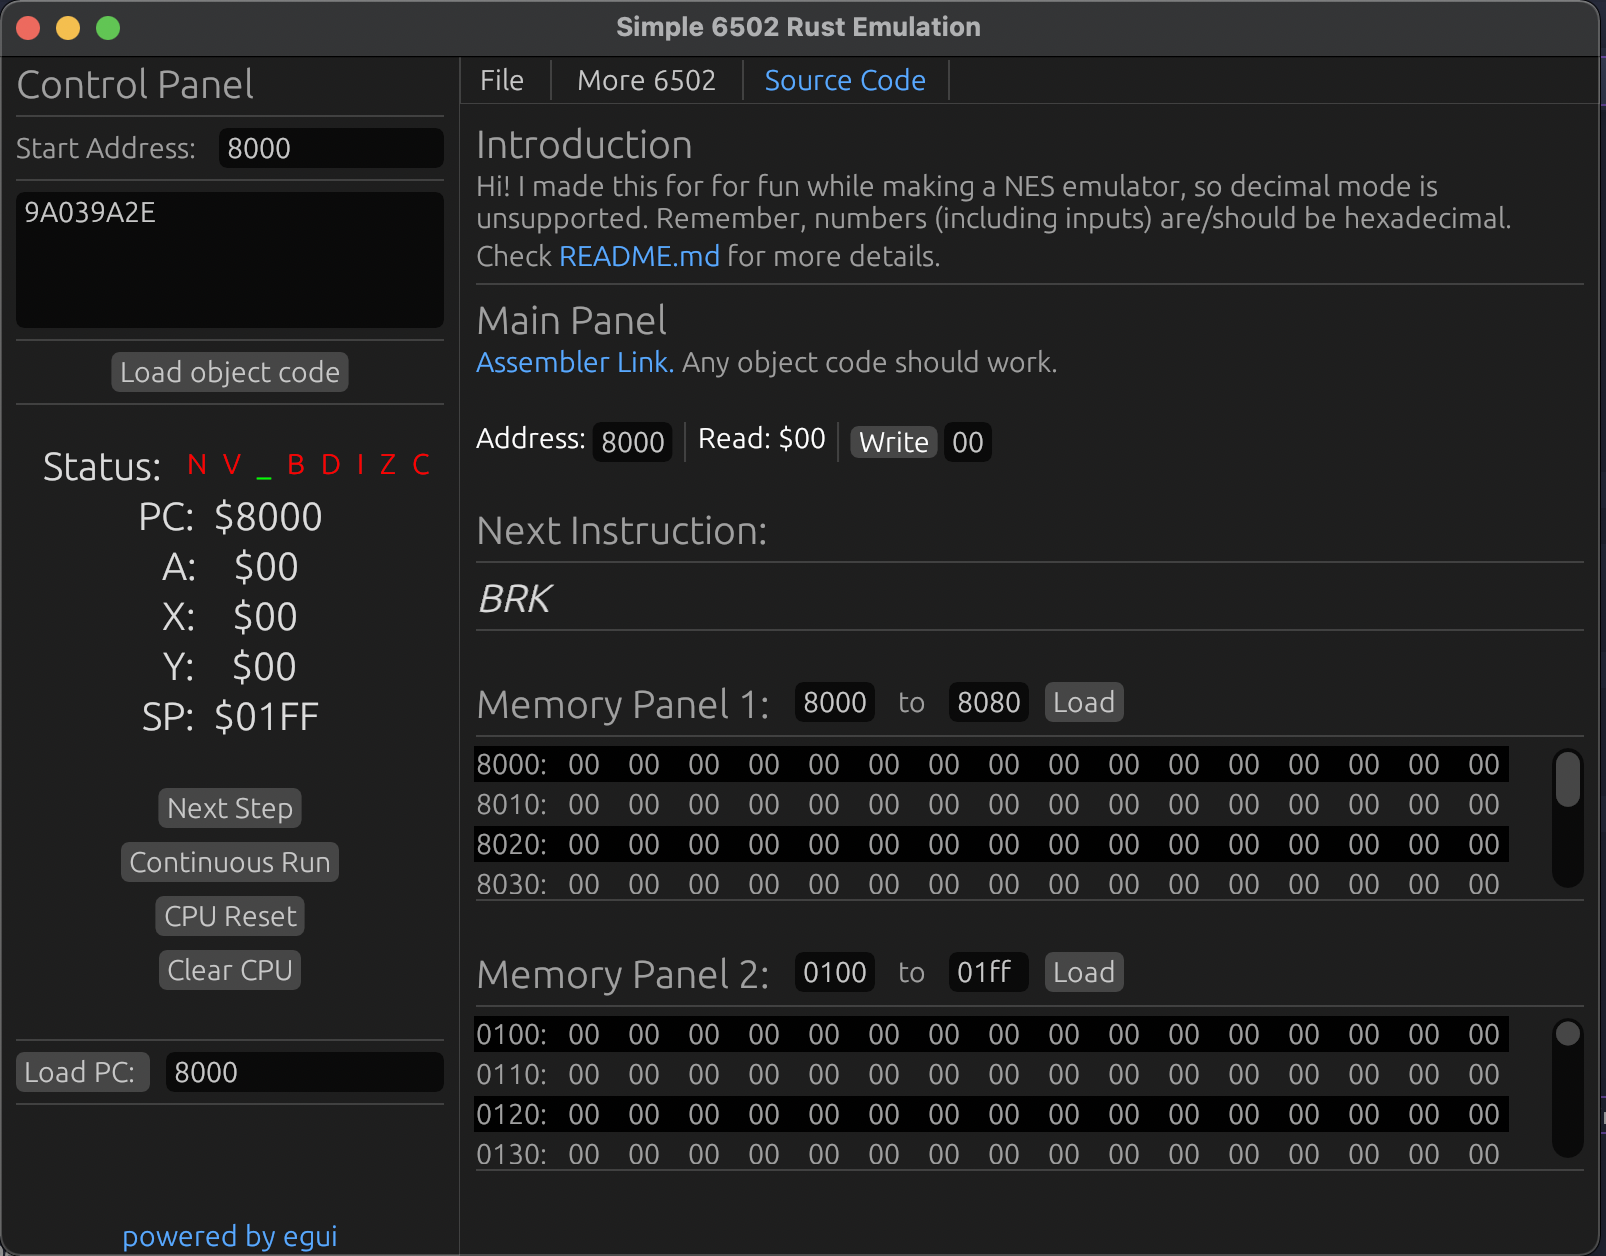 Simple 6502 Rust Emulation
Control Panel
Start Address: 8000
9A039A2E
Load object code
Status: N V _ B D I Z C
PC: $8000
A: $00
X: $00
Y: $00
SP: $01FF
Next Step
Continuous Run
CPU Reset
Clear CPU
Load PC: 8000
powered by egui
File More 6502 Source Code
Introduction
Hi! I made this for for fun while making a NES emulator, so decimal mode is
unsupported. Remember, numbers (including inputs) are/should be hexadecimal.
Check README.md for more details.
Main Panel
Assembler Link. Any object code should work.
Address: 8000 Read: $00 Write 00
Next Instruction:
BRK
Memory Panel 1: 8000 to 8080 Load
8000: 00 00 00 00 00 00 00 00 00 00 00 00 00 00 00 00
8010: 00 00 00 00 00 00 00 00 00 00 00 00 00 00 00 00
8020: 00 00 00 00 00 00 00 00 00 00 00 00 00 00 00 00
8030: 00 00 00 00 00 00 00 00 00 00 00 00 00 00 00 00
Memory Panel 2: 0100 to 01ff Load
0100: 00 00 00 00 00 00 00 00 00 00 00 00 00 00 00 00
0110: 00 00 00 00 00 00 00 00 00 00 00 00 00 00 00 00
0120: 00 00 00 00 00 00 00 00 00 00 00 00 00 00 00 00
0130: 00 00 00 00 00 00 00 00 00 00 00 00 00 00 00 00